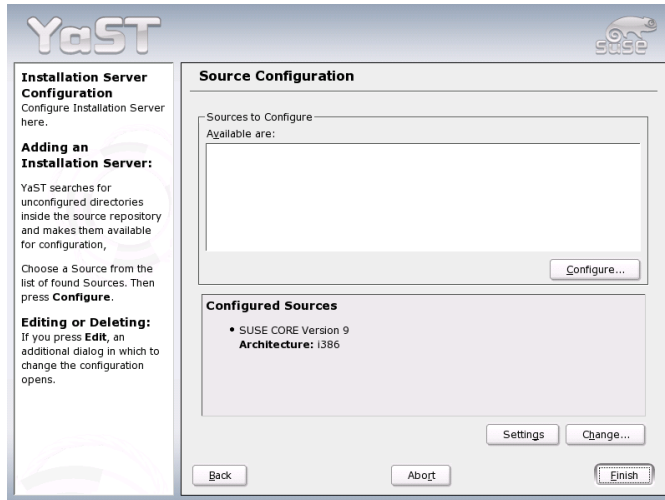 YaST
SUSE
Installation Server
Configuration
Configure Installation Server
here.
Adding an
Installation Server:
YaST searches for
unconfigured directories
inside the source repository
and makes them available
for configuration,
Choose a Source from the
list of found Sources. Then
press Configure.
Editing or Deleting:
If you press Edit, an
additional dialog in which to
change the configuration
opens.
Source Configuration
Sources to Configure
Available are:
Configure...
Configured Sources
• SUSE CORE Version 9
Architecture: i386
Settings
Change...
Back
Abort
Finish